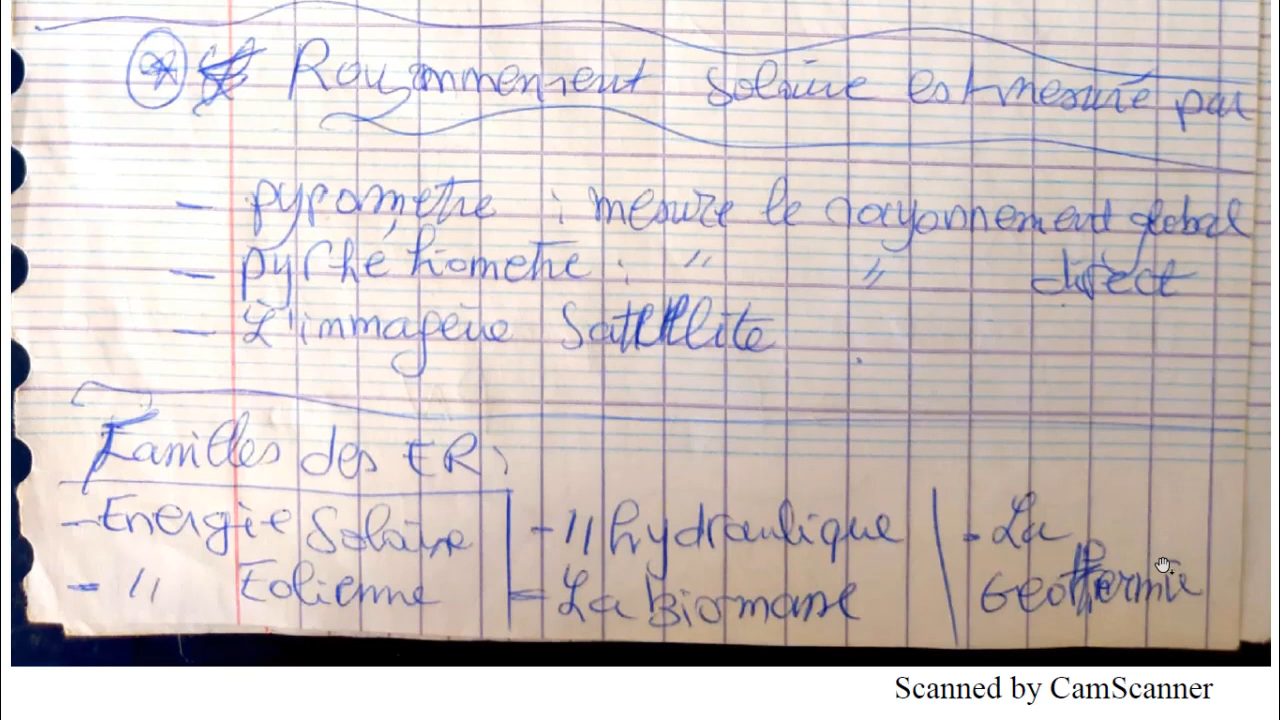 Rayonnement solaire est mesuré par
- pyromètre : mesure le rayonnement global
- pyrhéliomètre : " " direct
- L'immagerie Satellite
Familles des ER :
- Energie Solaire | - " hydraulique | - La
- " Eolienne | - La Biomasse | Geothermie
Scanned by CamScanner